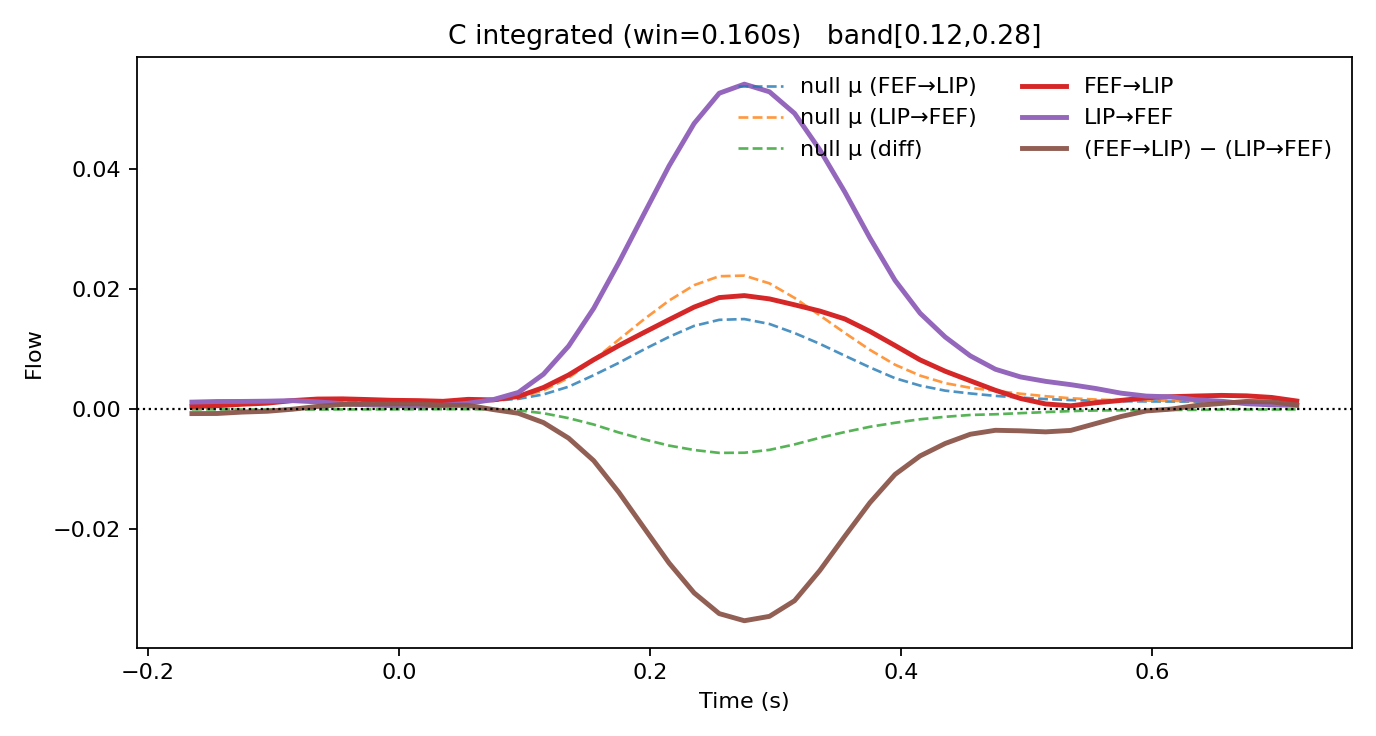 C integrated (win=0.160s)   band[0.12,0.28]
null μ (FEF→LIP)
null μ (LIP→FEF)
null μ (diff)
FEF→LIP
LIP→FEF
(FEF→LIP) − (LIP→FEF)
Flow
0.04
0.02
0.00
−0.02
−0.2
0.0
0.2
0.4
0.6
Time (s)